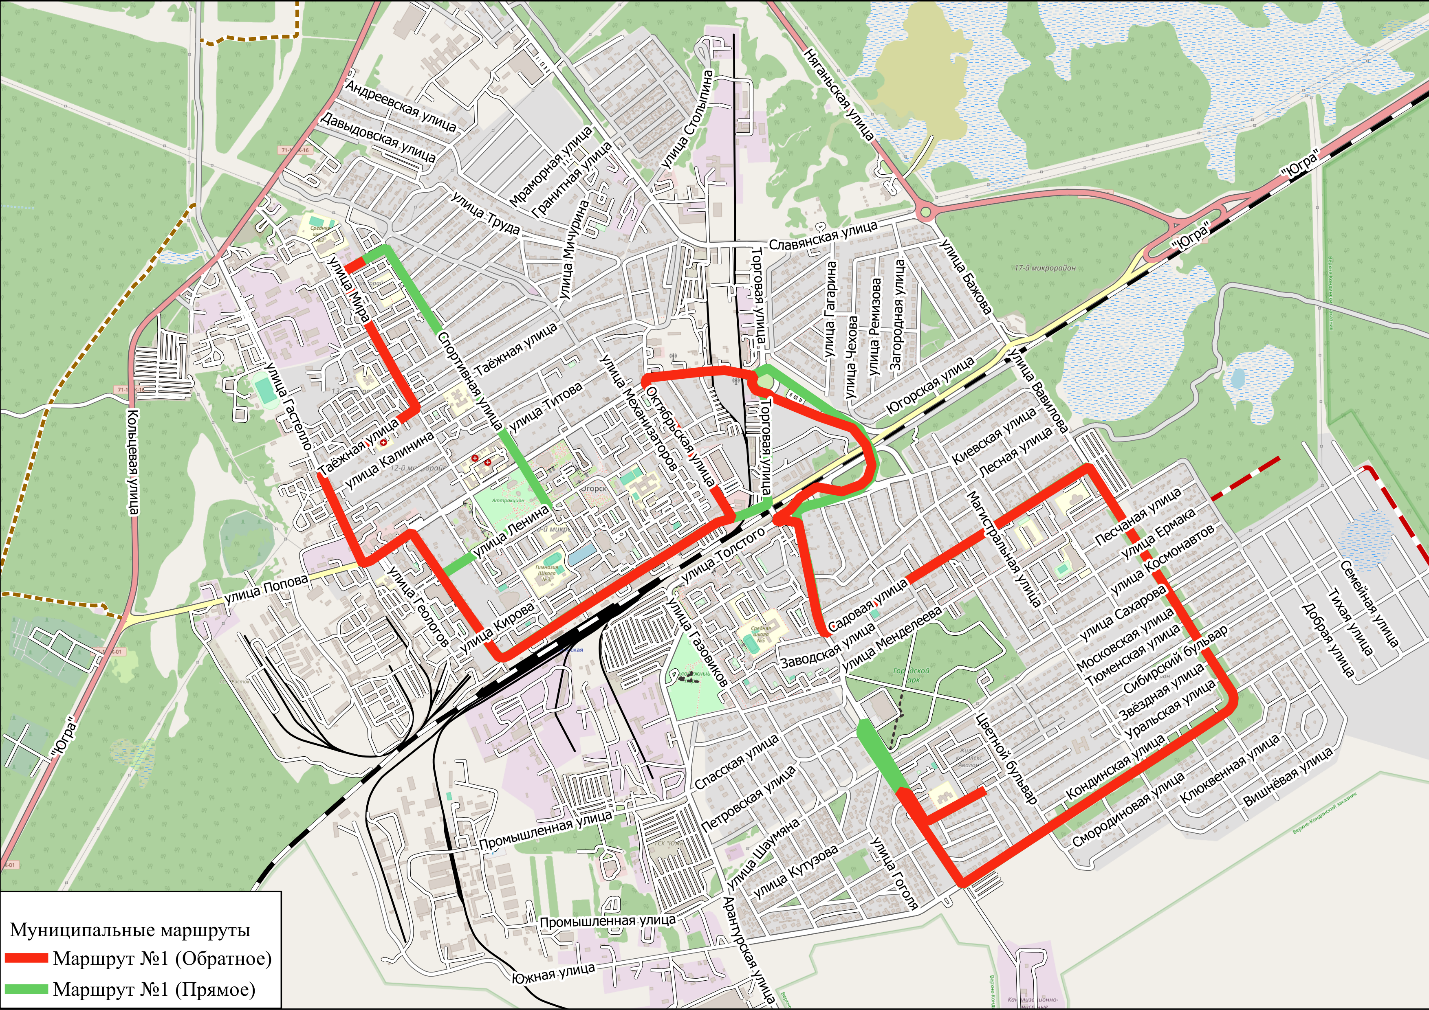 Няганьская улица
улица Столыпина
Андреевская улица
Давыдовская улица
Мраморная улица
Гранитная улица
"Югра"
улица Труда
улица Мичурина
Славянская улица
"Югра"
улица Мира
Торговая улица
улица Гагарина
улица Чехова
улица Ремизова
Загородная улица
улица Бажова
17-й микрорайон
Спортивная улица
Таёжная улица
улица Механизаторов
Югорская улица
улица Вавилова
улица Гастелло
улица Титова
Октябрьская улица
Торговая улица
Кольцевая улица
Таёжная улица
улица Калинина
Киевская улица
Лесная улица
Магистральная улица
улица Ленина
Песчаная улица
улица Ермака
улица Космонавтов
улица Попова
улица Геологов
улица Толстого
улица Кирова
улица Газовиков
Садовая улица
Заводская улица
улица Менделеева
улица Сахарова
Московская улица
Тюменская улица
Сибирский бульвар
Звёздная улица
Уральская улица
Семейная улица
Тихая улица
Добрая улица
"Югра"
Цветной бульвар
Кондинская улица
Спасская улица
Петровская улица
Смородиновая улица
Клюквенная улица
Вишнёвая улица
Промышленная улица
улица Шаумяна
улица Кутузова
улица Гоголя
Промышленная улица
Арантурская улица
Южная улица
Муниципальные маршруты
Маршрут №1 (Обратное)
Маршрут №1 (Прямое)